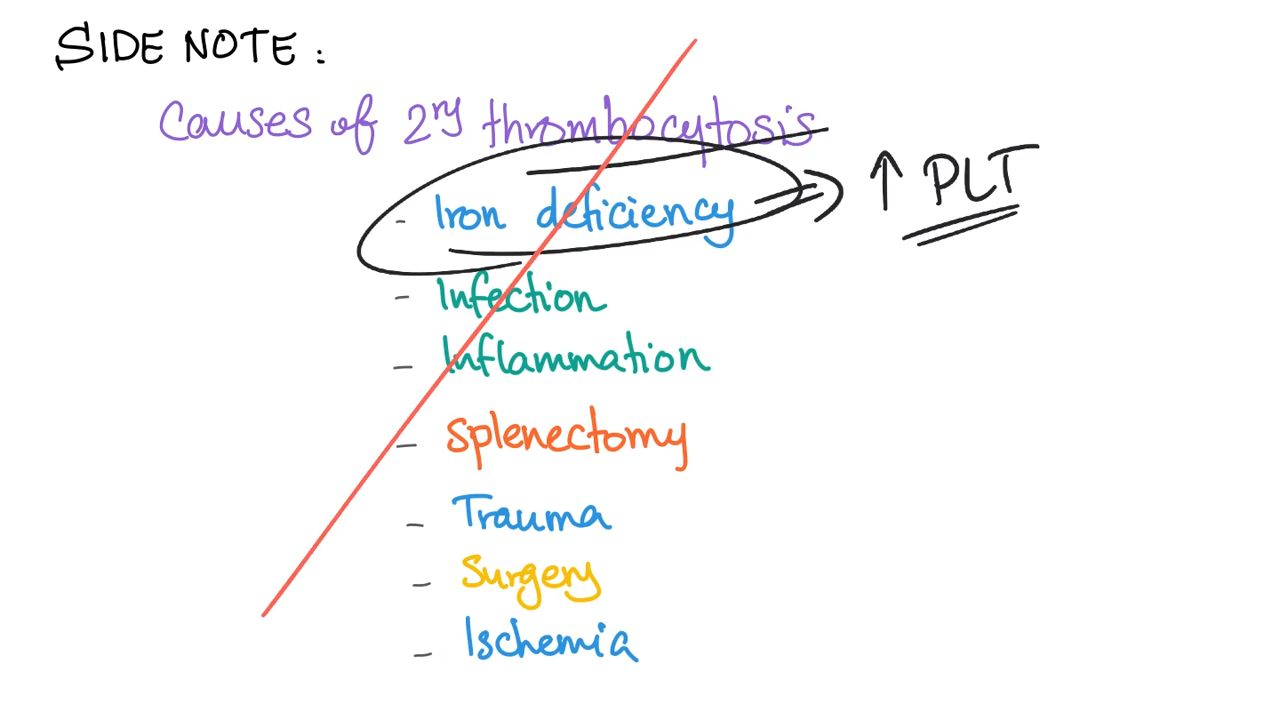 SIDE NOTE :
Causes of 2ry thrombocytosis
- Iron deficiency ⇒ ↑ PLT
- Infection
- Inflammation
- Splenectomy
- Trauma
- Surgery
- Ischemia